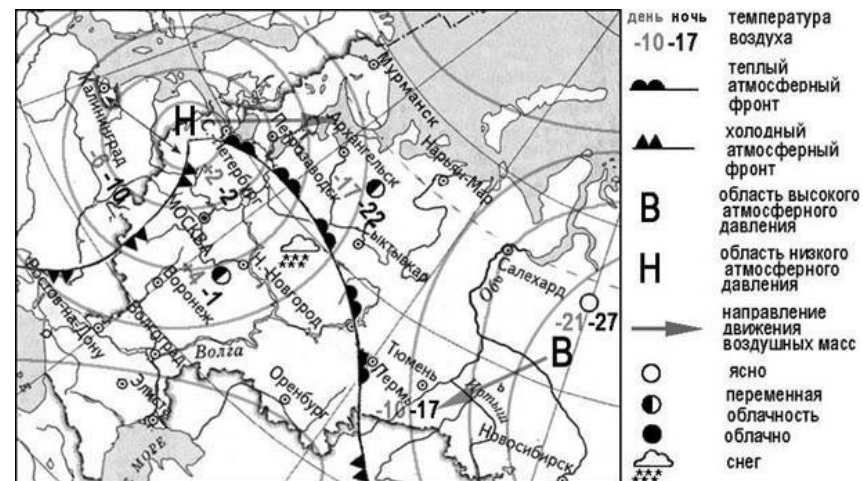 Мурманск
Калининград
Н
С.-Петербург
Петрозаводск
Архангельск
Нарьян-Мар
-10
+2 -2
МОСКВА
-17 -22
Сыктывкар
Салехард
Обь
-21 -27
+4 -1
Н. Новгород
Воронеж
Ростов-на-Дону
Волгоград
Волга
Элиста
Оренбург
Пермь
Тюмень
В
-10 -17
Иртыш
Новосибирск
МОРЕ
день ночь
-10 -17
температура
воздуха
теплый
атмосферный
фронт
холодный
атмосферный
фронт
В
область высокого
атмосферного
давления
Н
область низкого
атмосферного
давления
направление
движения
воздушных масс
ясно
переменная
облачность
облачно
снег